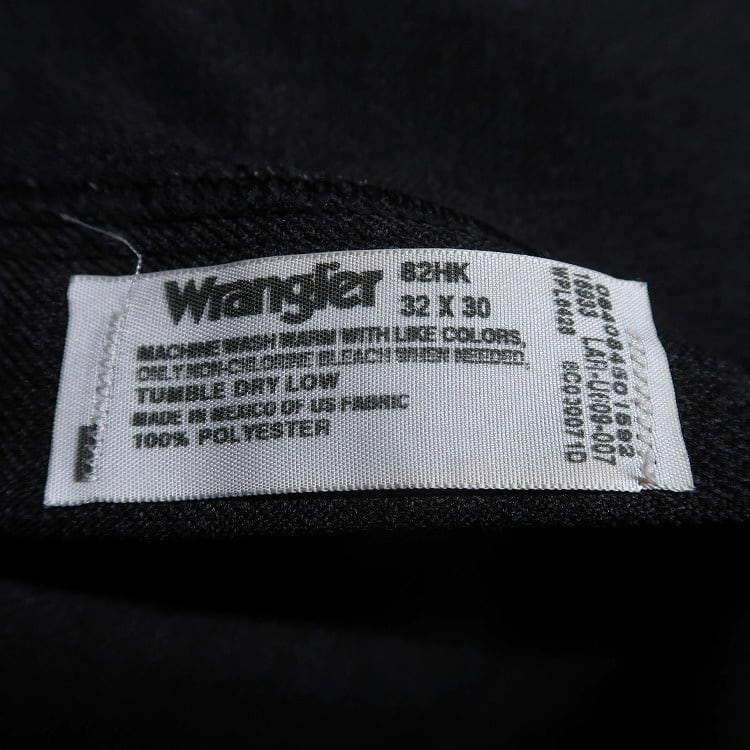 Wrangler
82HK
32 X 30
MACHINE WASH WARM WITH LIKE COLORS,
ONLY NON-CHLORINE BLEACH WHEN NEEDED,
TUMBLE DRY LOW
MADE IN MEXICO OF US FABRIC
100% POLYESTER
WPL0428